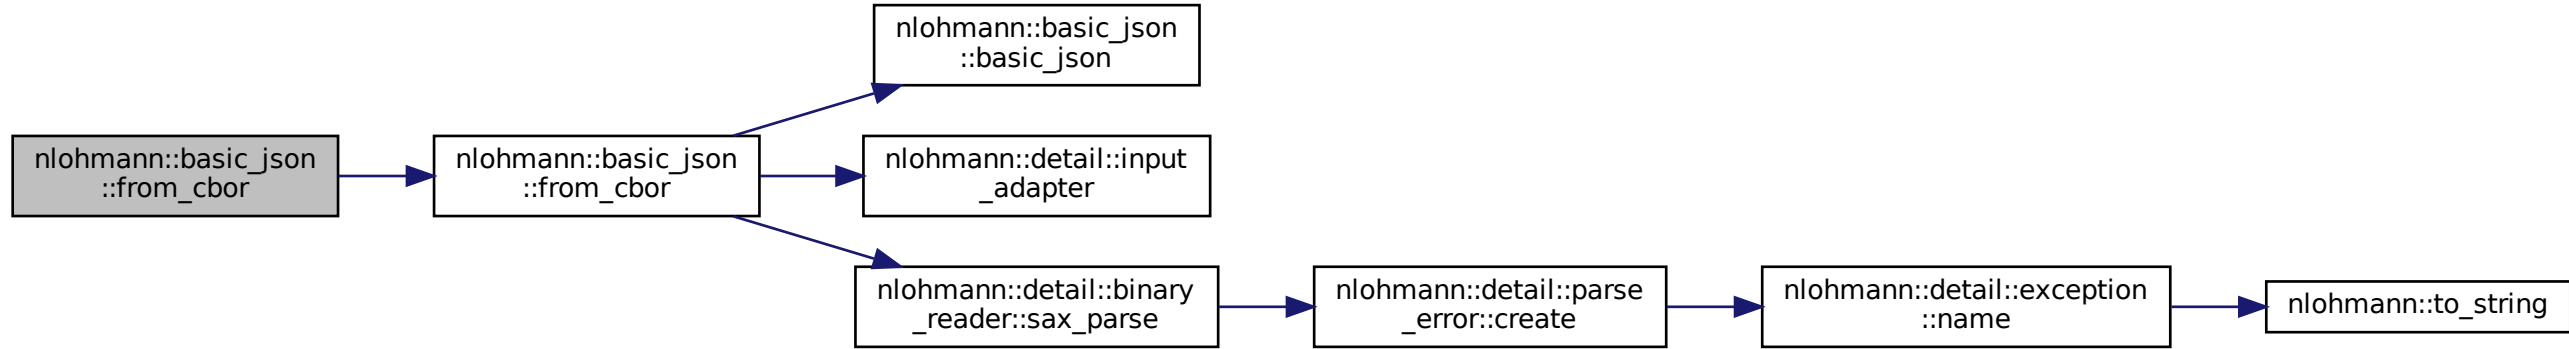 nlohmann::basic_json
::from_cbor
nlohmann::basic_json
::from_cbor
nlohmann::basic_json
::basic_json
nlohmann::detail::input
_adapter
nlohmann::detail::binary
_reader::sax_parse
nlohmann::detail::parse
_error::create
nlohmann::detail::exception
::name
nlohmann::to_string